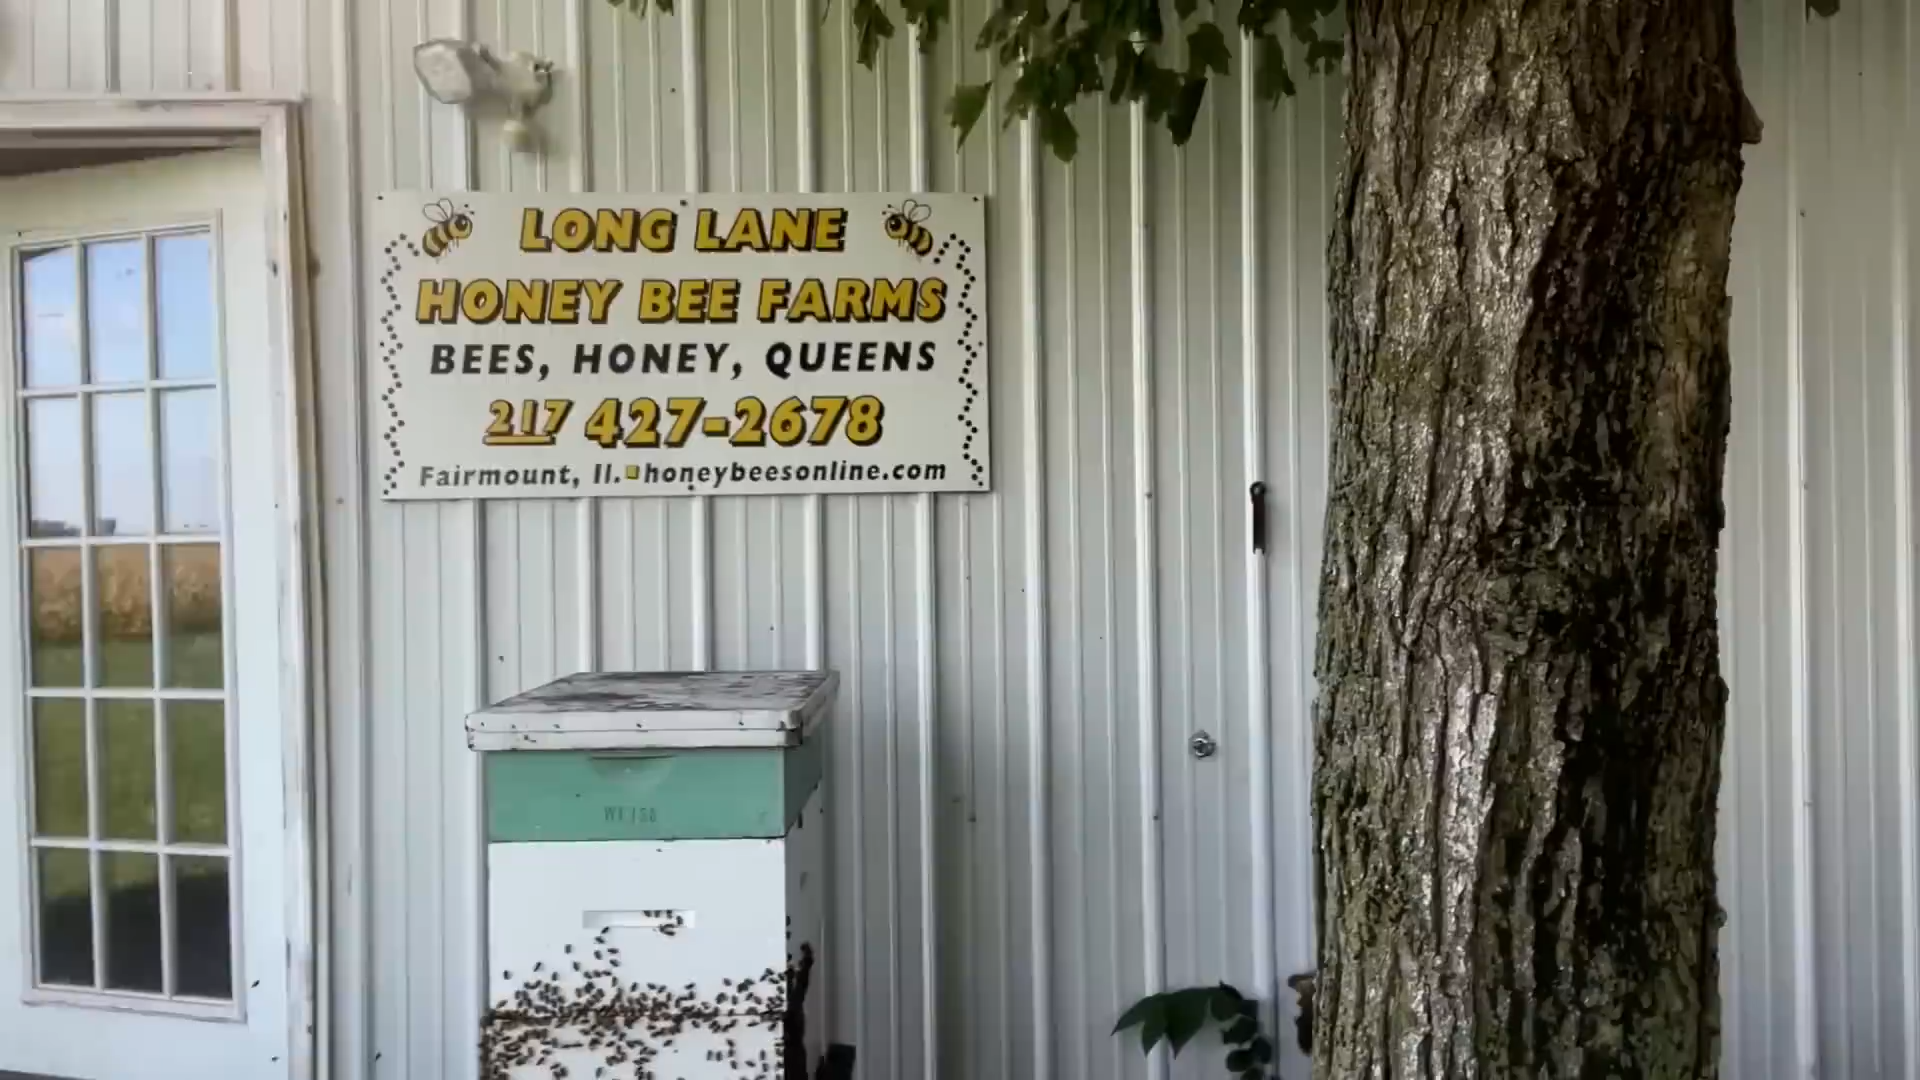 LONG LANE
HONEY BEE FARMS
BEES, HONEY, QUEENS
217 427-2678
Fairmount, Il. honeybeesonline.com